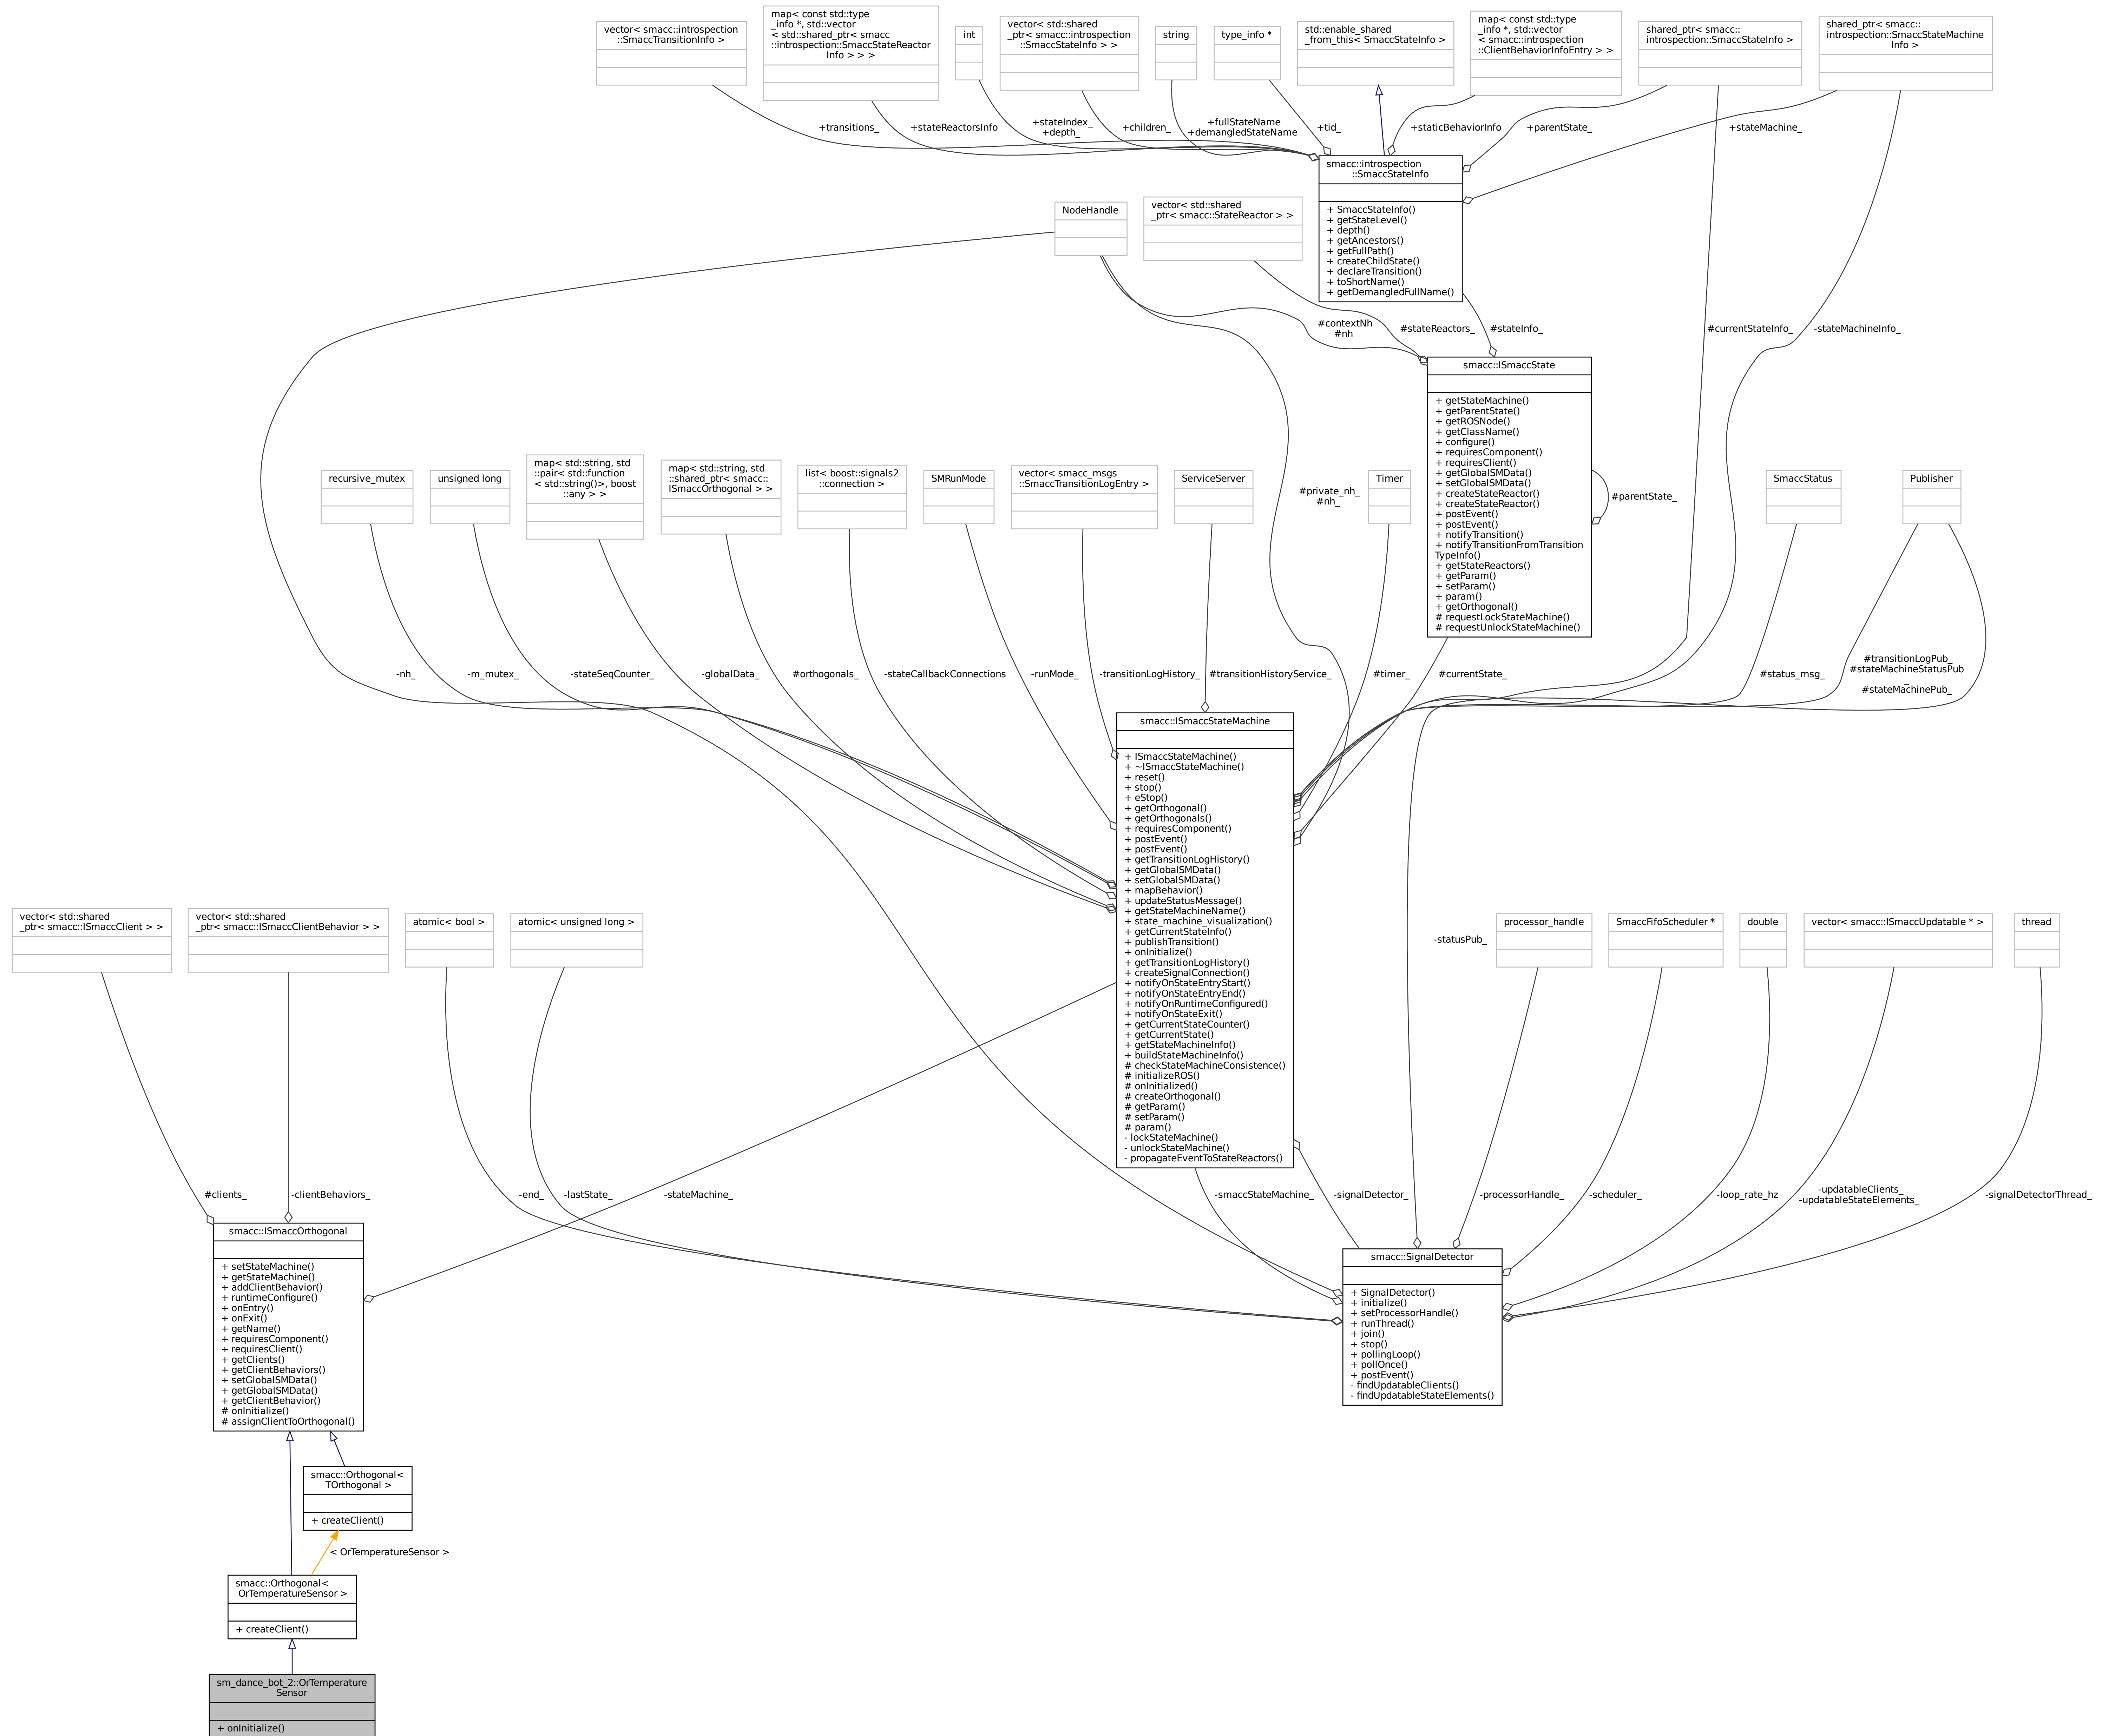 vector< smacc::introspection
::SmaccTransitionInfo >
map< const std::type
_info *, std::vector
< std::shared_ptr< smacc
::introspection::SmaccStateReactor
Info > > >
int
vector< std::shared
_ptr< smacc::introspection
::SmaccStateInfo > >
string
type_info *
std::enable_shared
_from_this< SmaccStateInfo >
map< const std::type
_info *, std::vector
< smacc::introspection
::ClientBehaviorInfoEntry > >
shared_ptr< smacc::
introspection::SmaccStateInfo >
shared_ptr< smacc::
introspection::SmaccStateMachine
Info >
+transitions_
+stateReactorsInfo
+stateIndex_
+depth_
+children_
+fullStateName
+demangledStateName
+tid_
+staticBehaviorInfo
+parentState_
+stateMachine_
smacc::introspection
::SmaccStateInfo
+ SmaccStateInfo()
+ getStateLevel()
+ depth()
+ getAncestors()
+ getFullPath()
+ createChildState()
+ declareTransition()
+ toShortName()
+ getDemangledFullName()
NodeHandle
vector< std::shared
_ptr< smacc::StateReactor > >
#contextNh
#nh
#stateReactors_
#stateInfo_
#currentStateInfo_
-stateMachineInfo_
smacc::ISmaccState
+ getStateMachine()
+ getParentState()
+ getROSNode()
+ getClassName()
+ configure()
+ requiresComponent()
+ requiresClient()
+ getGlobalSMData()
+ setGlobalSMData()
+ createStateReactor()
+ createStateReactor()
+ postEvent()
+ postEvent()
+ notifyTransition()
+ notifyTransitionFromTransition
TypeInfo()
+ getStateReactors()
+ getParam()
+ setParam()
+ param()
+ getOrthogonal()
# requestLockStateMachine()
# requestUnlockStateMachine()
#parentState_
recursive_mutex
unsigned long
map< std::string, std
::pair< std::function
< std::string()>, boost
::any > >
map< std::string, std
::shared_ptr< smacc::
ISmaccOrthogonal > >
list< boost::signals2
::connection >
SMRunMode
vector< smacc_msgs
::SmaccTransitionLogEntry >
ServiceServer
#private_nh_
#nh_
Timer
SmaccStatus
Publisher
-nh_
-m_mutex_
-stateSeqCounter_
-globalData_
#orthogonals_
-stateCallbackConnections
-runMode_
-transitionLogHistory_
#transitionHistoryService_
#timer_
#currentState_
#status_msg_
#transitionLogPub_
#stateMachineStatusPub
_
#stateMachinePub_
smacc::ISmaccStateMachine
+ ISmaccStateMachine()
+ ~ISmaccStateMachine()
+ reset()
+ stop()
+ eStop()
+ getOrthogonal()
+ getOrthogonals()
+ requiresComponent()
+ postEvent()
+ postEvent()
+ getTransitionLogHistory()
+ getGlobalSMData()
+ setGlobalSMData()
+ mapBehavior()
+ updateStatusMessage()
+ getStateMachineName()
+ state_machine_visualization()
+ getCurrentStateInfo()
+ publishTransition()
+ onInitialize()
+ getTransitionLogHistory()
+ createSignalConnection()
+ notifyOnStateEntryStart()
+ notifyOnStateEntryEnd()
+ notifyOnRuntimeConfigured()
+ notifyOnStateExit()
+ getCurrentStateCounter()
+ getCurrentState()
+ getStateMachineInfo()
+ buildStateMachineInfo()
# checkStateMachineConsistence()
# initializeROS()
# onInitialized()
# createOrthogonal()
# getParam()
# setParam()
# param()
- lockStateMachine()
- unlockStateMachine()
- propagateEventToStateReactors()
vector< std::shared
_ptr< smacc::ISmaccClient > >
vector< std::shared
_ptr< smacc::ISmaccClientBehavior > >
atomic< bool >
atomic< unsigned long >
-statusPub_
processor_handle
SmaccFifoScheduler *
double
vector< smacc::ISmaccUpdatable * >
thread
#clients_
-clientBehaviors_
-end_
-lastState_
-stateMachine_
-smaccStateMachine_
-signalDetector_
-processorHandle_
-scheduler_
-loop_rate_hz
-updatableClients_
-updatableStateElements_
-signalDetectorThread_
smacc::ISmaccOrthogonal
+ setStateMachine()
+ getStateMachine()
+ addClientBehavior()
+ runtimeConfigure()
+ onEntry()
+ onExit()
+ getName()
+ requiresComponent()
+ requiresClient()
+ getClients()
+ getClientBehaviors()
+ setGlobalSMData()
+ getGlobalSMData()
+ getClientBehavior()
# onInitialize()
# assignClientToOrthogonal()
smacc::SignalDetector
+ SignalDetector()
+ initialize()
+ setProcessorHandle()
+ runThread()
+ join()
+ stop()
+ pollingLoop()
+ pollOnce()
+ postEvent()
- findUpdatableClients()
- findUpdatableStateElements()
smacc::Orthogonal<
TOrthogonal >
+ createClient()
< OrTemperatureSensor >
smacc::Orthogonal<
OrTemperatureSensor >
+ createClient()
sm_dance_bot_2::OrTemperature
Sensor
+ onInitialize()